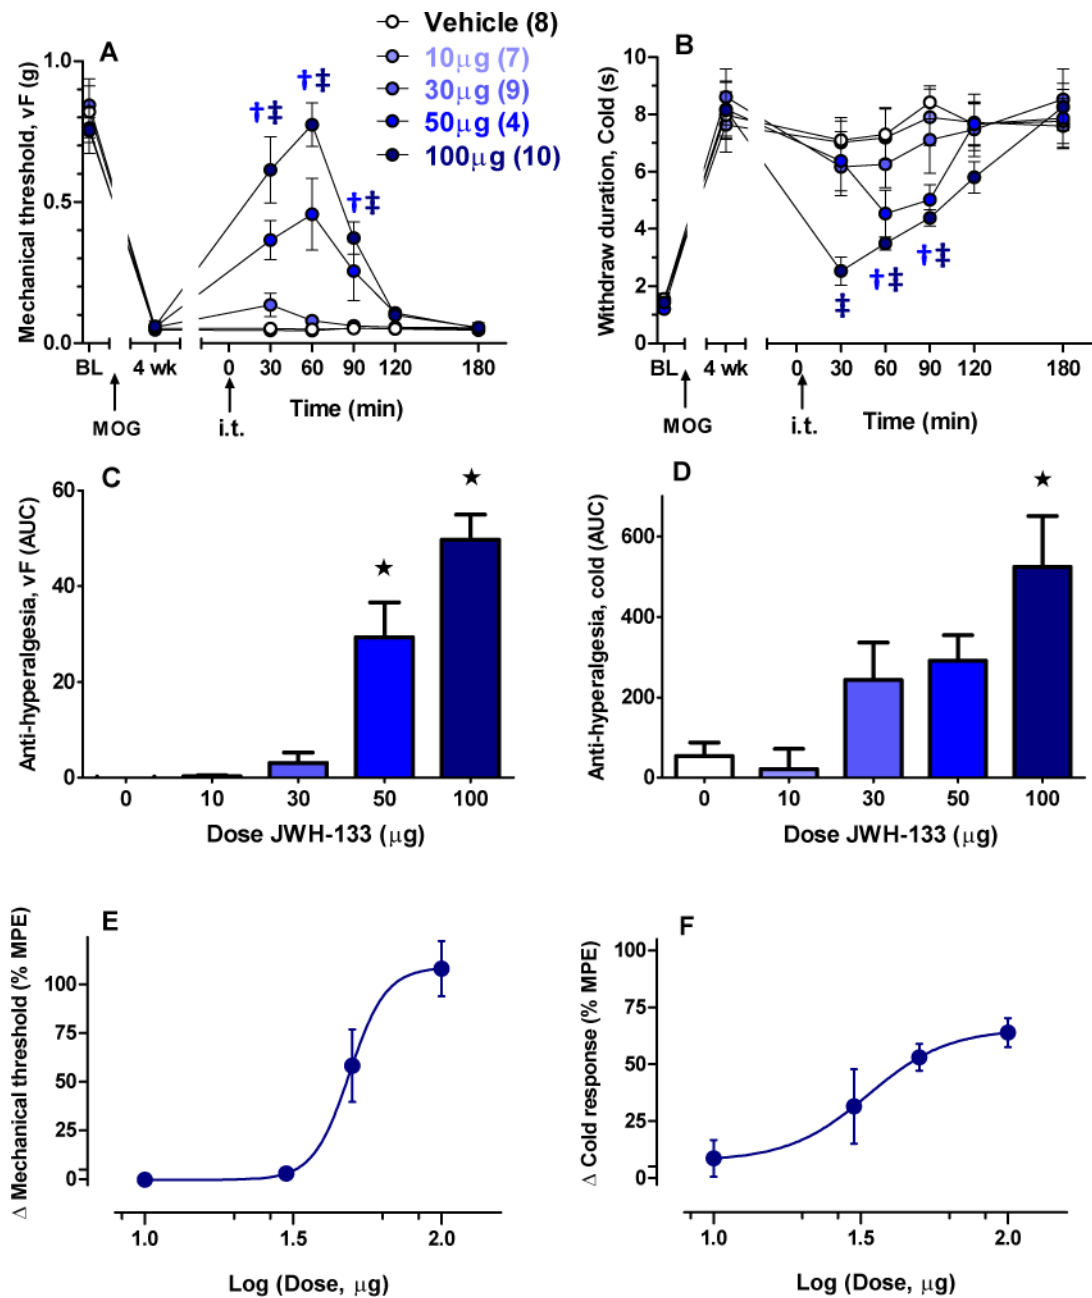 Vehicle (8)
10µg (7)
30µg (9)
50µg (4)
100µg (10)
A
Mechanical threshold, vF (g)
1.0
0.5
0.0
† ‡
† ‡
† ‡
BL
4 wk
0
30
60
90
120
180
MOG
i.t.
Time (min)
B
Withdraw duration, Cold (s)
10
8
6
4
2
0
‡
† ‡
† ‡
BL
4 wk
0
30
60
90
120
180
MOG
i.t.
Time (min)
C
Anti-hyperalgesia, vF (AUC)
60
40
20
0
★
★
0
10
30
50
100
Dose JWH-133 (µg)
D
Anti-hyperalgesia, cold (AUC)
600
400
200
0
★
0
10
30
50
100
Dose JWH-133 (µg)
E
Δ Mechanical threshold (% MPE)
100
75
50
25
0
1.0
1.5
2.0
Log (Dose, µg)
F
Δ Cold response (% MPE)
100
75
50
25
0
1.0
1.5
2.0
Log (Dose, µg)